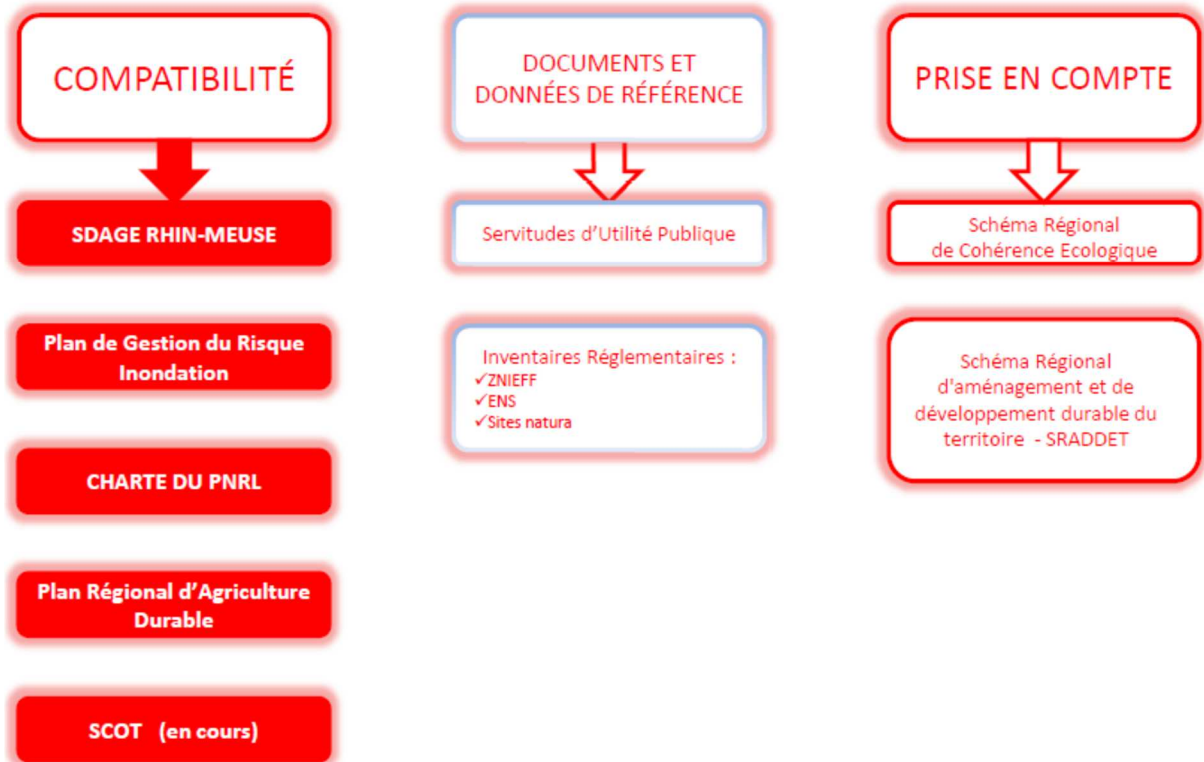 COMPATIBILITÉ
SDAGE RHIN-MEUSE
Plan de Gestion du Risque
Inondation
CHARTE DU PNRL
Plan Régional d'Agriculture
Durable
SCOT (en cours)
DOCUMENTS ET
DONNÉES DE RÉFÉRENCE
Servitudes d'Utilité Publique
Inventaires Réglementaires :
✓ZNIEFF
✓ENS
✓Sites natura
PRISE EN COMPTE
Schéma Régional
de Cohérence Ecologique
Schéma Régional
d'aménagement et de
développement durable du
territoire - SRADDET